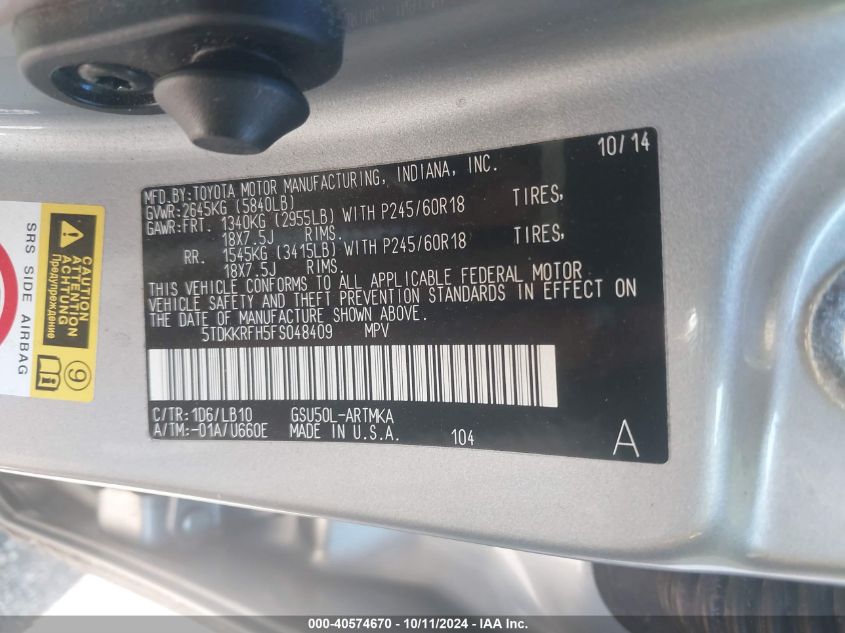 10/14
MFD.BY:TOYOTA MOTOR MANUFACTURING, INDIANA, INC.
GVWR:2645KG (5840LB)
GAWR:FRT. 1340KG (2955LB) WITH P245/60R18 TIRES,
18X7.5J RIMS.
RR. 1545KG (3415LB) WITH P245/60R18 TIRES,
18X7.5J RIMS.
THIS VEHICLE CONFORMS TO ALL APPLICABLE FEDERAL MOTOR
VEHICLE SAFETY AND THEFT PREVENTION STANDARDS IN EFFECT ON
THE DATE OF MANUFACTURE SHOWN ABOVE.
5TDKKRFH5FS048409 MPV
C/TR:1D6/LB10 GSU50L-ARTMKA
A/TM:-01A/U660E MADE IN U.S.A. 104 A
CAUTION
ATTENTION
ACHTUNG
Предупреждение
SRS SIDE AIRBAG
9
000-40574670 - 10/11/2024 - IAA Inc.